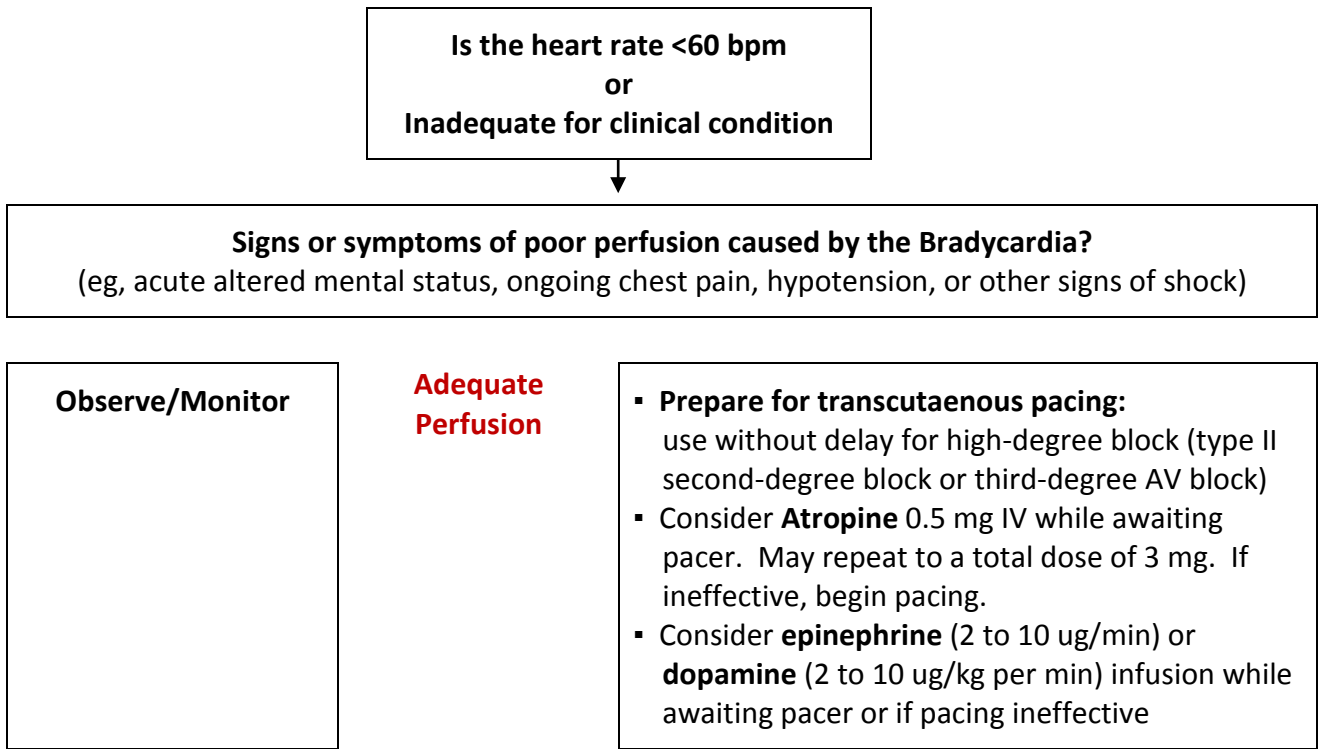 Is the heart rate <60 bpm
or
Inadequate for clinical condition
Signs or symptoms of poor perfusion caused by the Bradycardia?
(eg, acute altered mental status, ongoing chest pain, hypotension, or other signs of shock)
Observe/Monitor
Adequate
Perfusion
▪ Prepare for transcutaenous pacing:
use without delay for high-degree block (type II
second-degree block or third-degree AV block)
▪ Consider Atropine 0.5 mg IV while awaiting
pacer.  May repeat to a total dose of 3 mg.  If
ineffective, begin pacing.
▪ Consider epinephrine (2 to 10 ug/min) or
dopamine (2 to 10 ug/kg per min) infusion while
awaiting pacer or if pacing ineffective